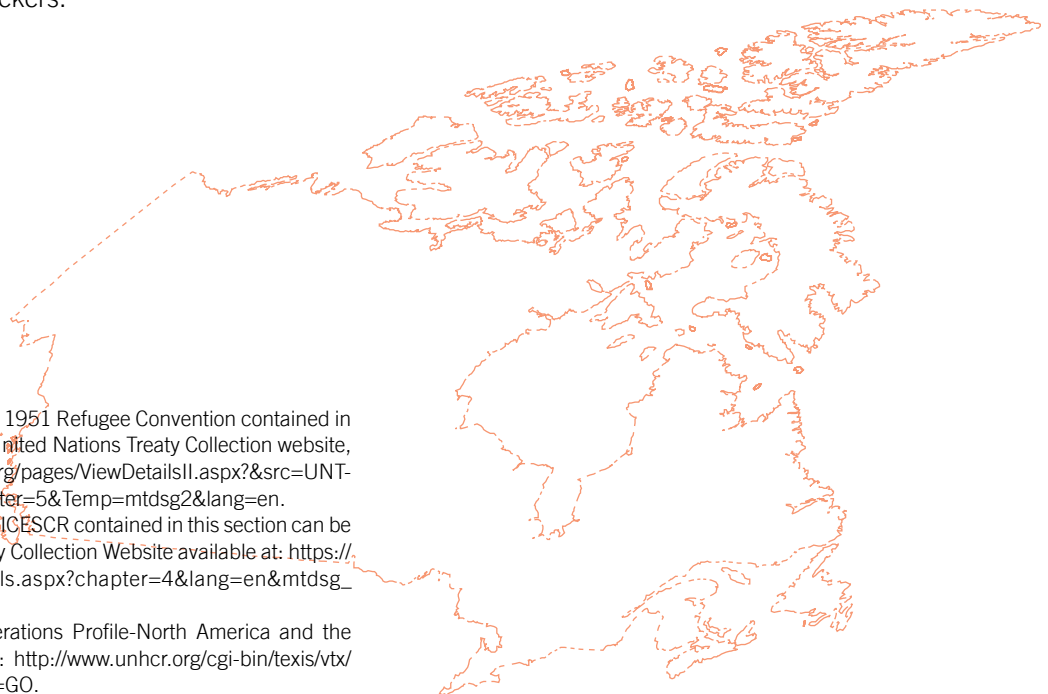 ckers.
1951 Refugee Convention contained in
nited Nations Treaty Collection website,
rg/pages/ViewDetailsII.aspx?&src=UNT-
ter=5&Temp=mtdsg2&lang=en.
ICESCR contained in this section can be
y Collection Website available at: https://
ls.aspx?chapter=4&lang=en&mtdsg_
erations Profile-North America and the
: http://www.unhcr.org/cgi-bin/texis/vtx/
=GO.